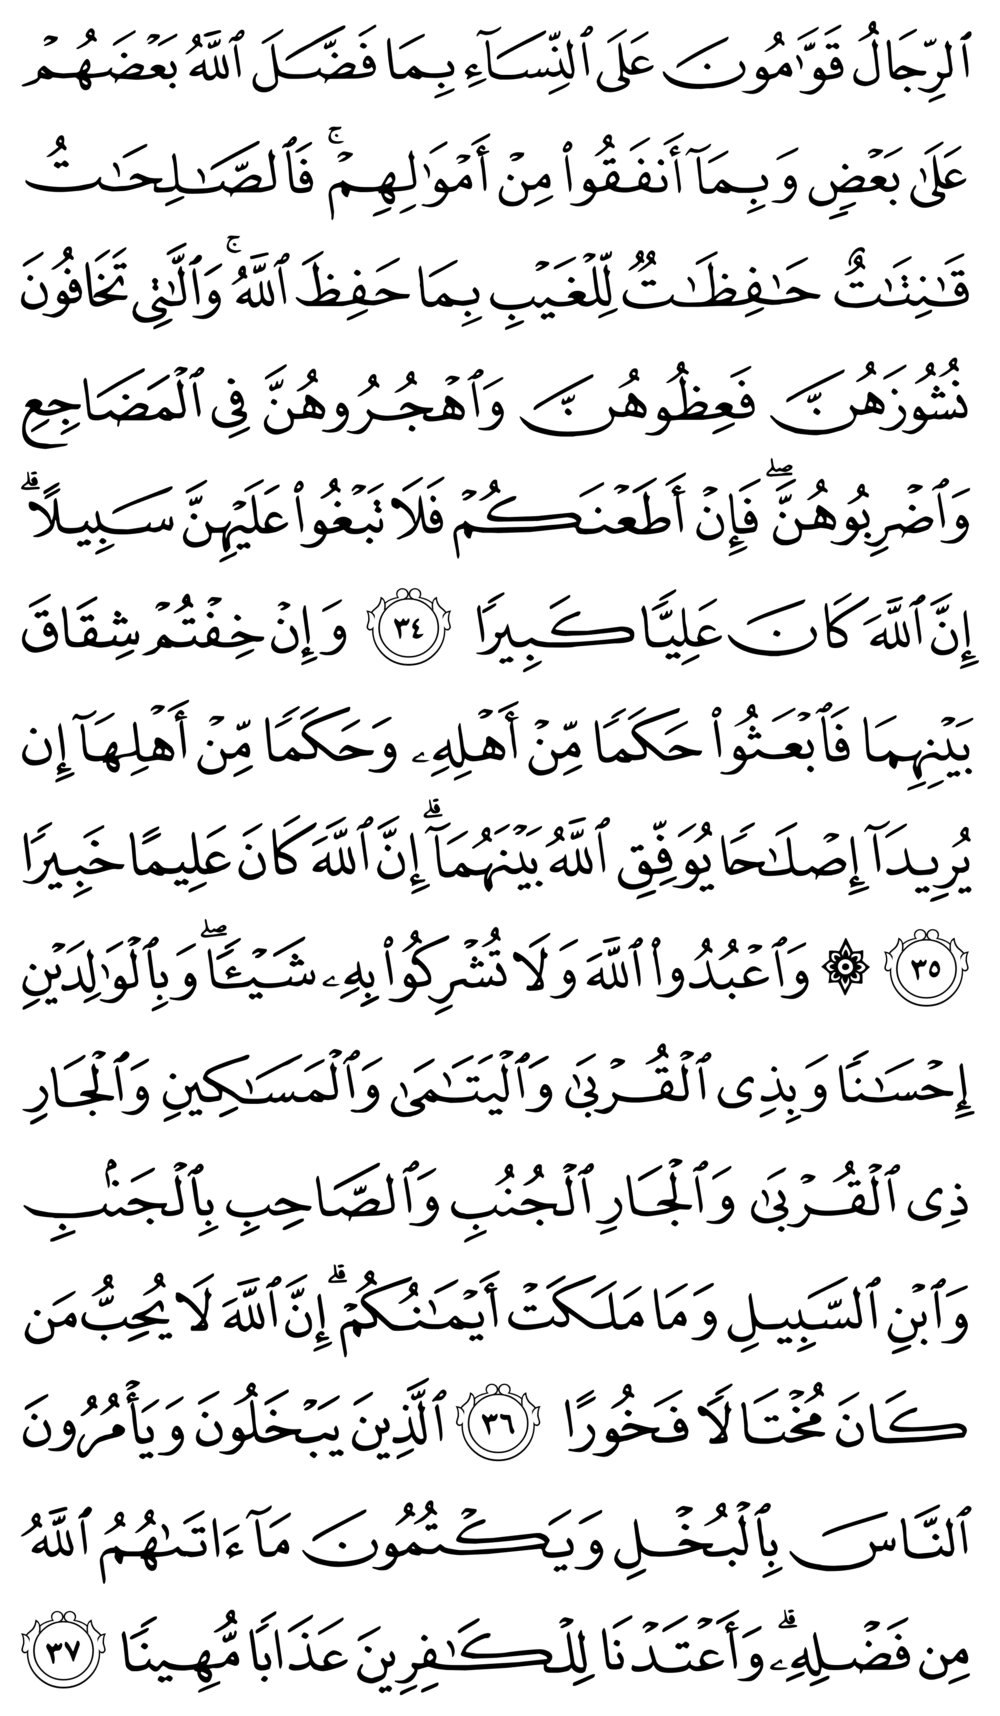 ٱلرِّجَالُ قَوَّٰمُونَ عَلَى ٱلنِّسَآءِ بِمَا فَضَّلَ ٱللَّهُ بَعۡضَهُمۡ
عَلَىٰ بَعۡضٖ وَبِمَآ أَنفَقُواْ مِنۡ أَمۡوَٰلِهِمۡۚ فَٱلصَّٰلِحَٰتُ
قَٰنِتَٰتٌ حَٰفِظَٰتٞ لِّلۡغَيۡبِ بِمَا حَفِظَ ٱللَّهُۚ وَٱلَّٰتِي تَخَافُونَ
نُشُوزَهُنَّ فَعِظُوهُنَّ وَٱهۡجُرُوهُنَّ فِي ٱلۡمَضَاجِعِ
وَٱضۡرِبُوهُنَّۖ فَإِنۡ أَطَعۡنَكُمۡ فَلَا تَبۡغُواْ عَلَيۡهِنَّ سَبِيلًاۗ
إِنَّ ٱللَّهَ كَانَ عَلِيّٗا كَبِيرٗا ٣٤ وَإِنۡ خِفۡتُمۡ شِقَاقَ
بَيۡنِهِمَا فَٱبۡعَثُواْ حَكَمٗا مِّنۡ أَهۡلِهِۦ وَحَكَمٗا مِّنۡ أَهۡلِهَآ إِن
يُرِيدَآ إِصۡلَٰحٗا يُوَفِّقِ ٱللَّهُ بَيۡنَهُمَآۗ إِنَّ ٱللَّهَ كَانَ عَلِيمًا خَبِيرٗا
٣٥ ۞ وَٱعۡبُدُواْ ٱللَّهَ وَلَا تُشۡرِكُواْ بِهِۦ شَيۡـٔٗاۖ وَبِٱلۡوَٰلِدَيۡنِ
إِحۡسَٰنٗا وَبِذِي ٱلۡقُرۡبَىٰ وَٱلۡيَتَٰمَىٰ وَٱلۡمَسَٰكِينِ وَٱلۡجَارِ
ذِي ٱلۡقُرۡبَىٰ وَٱلۡجَارِ ٱلۡجُنُبِ وَٱلصَّاحِبِ بِٱلۡجَنۢبِ
وَٱبۡنِ ٱلسَّبِيلِ وَمَا مَلَكَتۡ أَيۡمَٰنُكُمۡۗ إِنَّ ٱللَّهَ لَا يُحِبُّ مَن
كَانَ مُخۡتَالٗا فَخُورًا ٣٦ ٱلَّذِينَ يَبۡخَلُونَ وَيَأۡمُرُونَ
ٱلنَّاسَ بِٱلۡبُخۡلِ وَيَكۡتُمُونَ مَآ ءَاتَىٰهُمُ ٱللَّهُ
مِن فَضۡلِهِۦۗ وَأَعۡتَدۡنَا لِلۡكَٰفِرِينَ عَذَابٗا مُّهِينٗا ٣٧